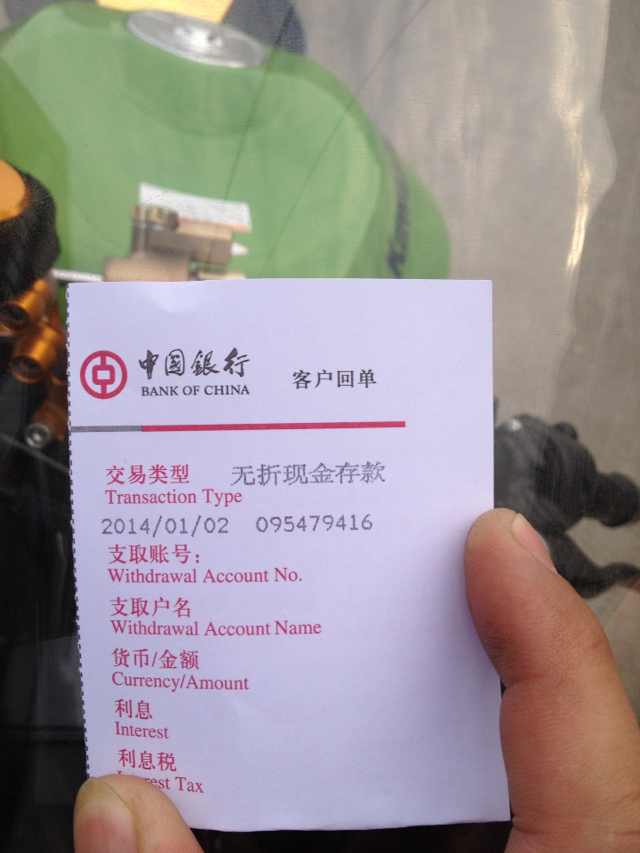 中国银行
BANK OF CHINA
客户回单
交易类型 无折现金存款
Transaction Type
2014/01/02 095479416
支取账号：
Withdrawal Account No.
支取户名
Withdrawal Account Name
货币/金额
Currency/Amount
利息
Interest
利息税
Tax